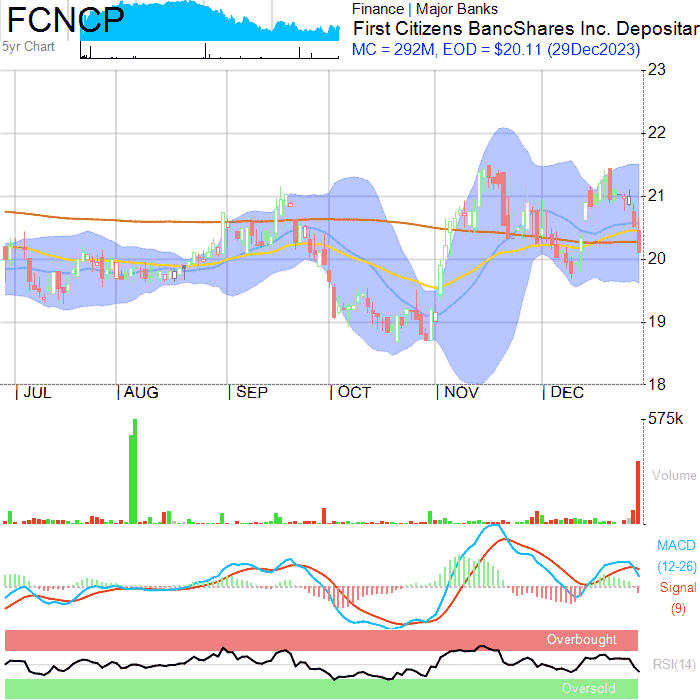 FCNCP
5yr Chart
Finance | Major Banks
First Citizens BancShares Inc. Depositar
MC = 292M, EOD = $20.11 (29Dec2023)
23
22
21
20
19
18
JUL AUG SEP OCT NOV DEC
575k
Volume
MACD
(12-26)
Signal
(9)
Overbought
RSI(14)
Oversold